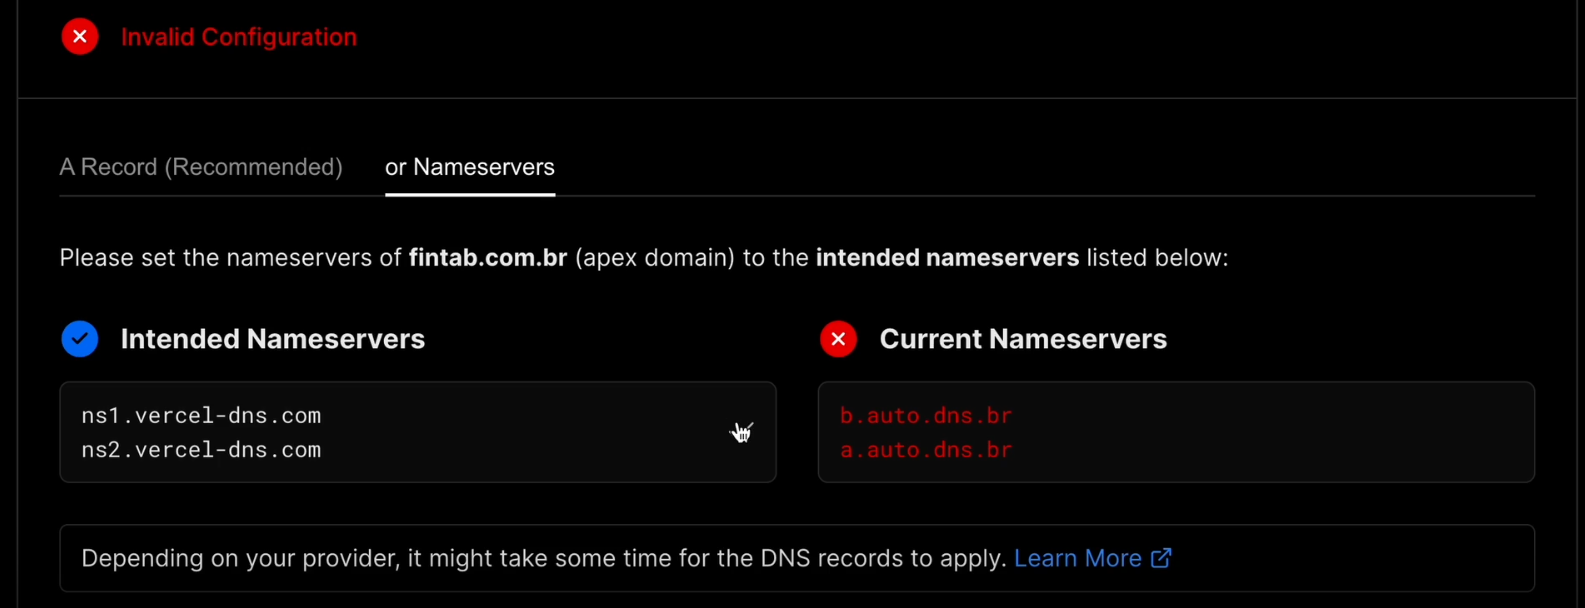 Invalid Configuration
A Record (Recommended)
or Nameservers
Please set the nameservers of fintab.com.br (apex domain) to the intended nameservers listed below:
Intended Nameservers
ns1.vercel-dns.com
ns2.vercel-dns.com
Current Nameservers
b.auto.dns.br
a.auto.dns.br
Depending on your provider, it might take some time for the DNS records to apply. Learn More